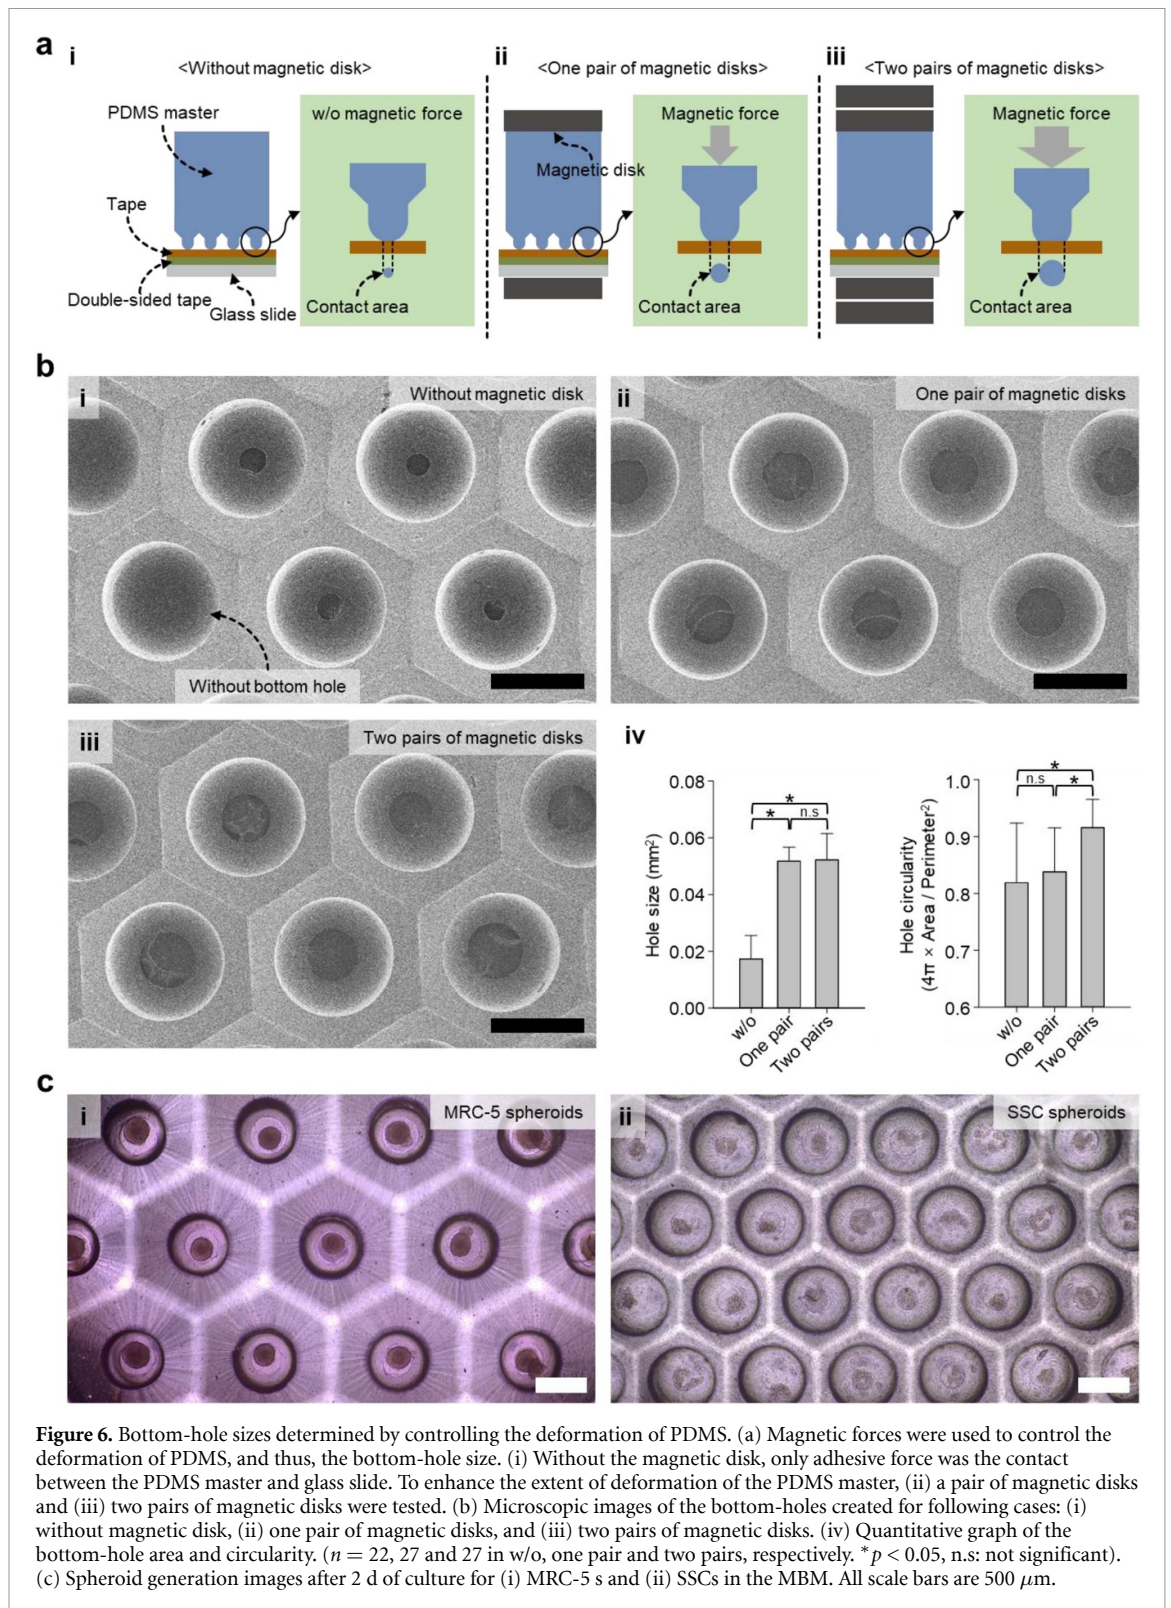 a
i
<Without magnetic disk>
PDMS master
w/o magnetic force
Tape
Double-sided tape
Glass slide
Contact area
ii
<One pair of magnetic disks>
Magnetic force
Magnetic disk
Contact area
iii
<Two pairs of magnetic disks>
Magnetic force
Contact area
b
i
Without magnetic disk
Without bottom hole
ii
One pair of magnetic disks
iii
Two pairs of magnetic disks
iv
Hole size (mm²)
0.08
0.06
0.04
0.02
0.00
*
*
n.s
w/o
One pair
Two pairs
Hole circularity
(4π × Area / Perimeter²)
1.0
0.9
0.8
0.7
0.6
*
n.s
*
w/o
One pair
Two pairs
c
i
MRC-5 spheroids
ii
SSC spheroids
Figure 6. Bottom-hole sizes determined by controlling the deformation of PDMS. (a) Magnetic forces were used to control the
deformation of PDMS, and thus, the bottom-hole size. (i) Without the magnetic disk, only adhesive force was the contact
between the PDMS master and glass slide. To enhance the extent of deformation of the PDMS master, (ii) a pair of magnetic disks
and (iii) two pairs of magnetic disks were tested. (b) Microscopic images of the bottom-holes created for following cases: (i)
without magnetic disk, (ii) one pair of magnetic disks, and (iii) two pairs of magnetic disks. (iv) Quantitative graph of the
bottom-hole area and circularity. (n = 22, 27 and 27 in w/o, one pair and two pairs, respectively. *p < 0.05, n.s: not significant).
(c) Spheroid generation images after 2 d of culture for (i) MRC-5 s and (ii) SSCs in the MBM. All scale bars are 500 μm.